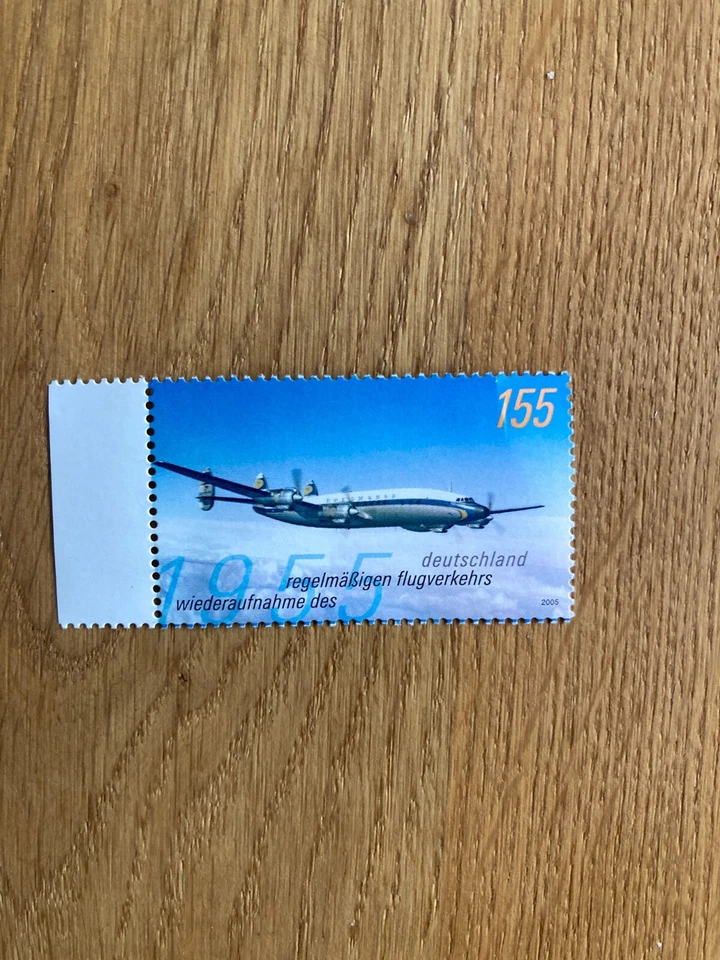 155
deutschland
regelmäßigen flugverkehrs
wiederaufnahme des
1955
2005